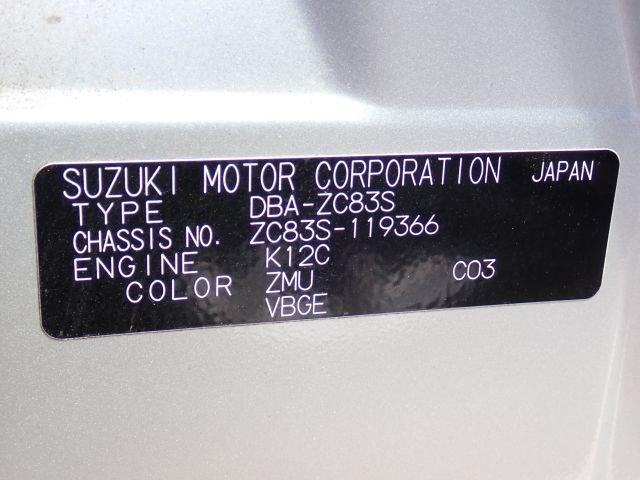 SUZUKI MOTOR CORPORATION JAPAN
TYPE DBA-ZC83S
CHASSIS NO. ZC83S-119366
ENGINE K12C
COLOR ZMU C03
VBGE